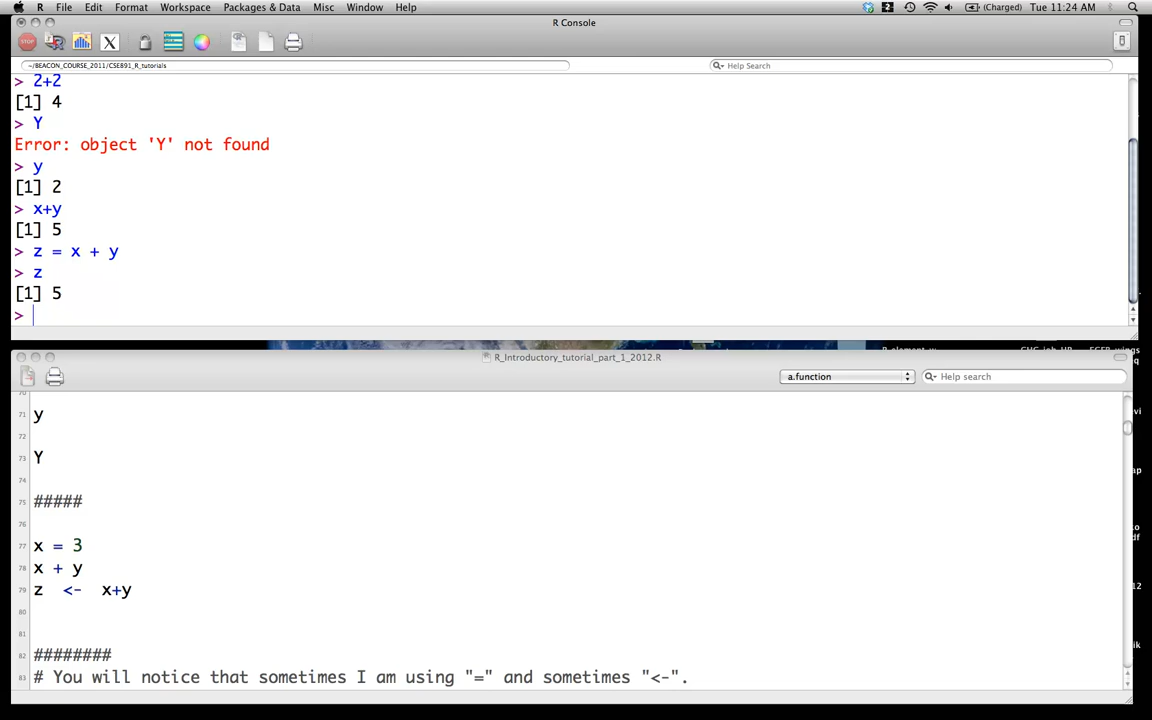 R File Edit Format Workspace Packages & Data Misc Window Help (Charged) Tue 11:24 AM
R Console
~/BEACON_COURSE_2011/CSE891_R_tutorials
Help Search
> 2+2
[1] 4
> Y
Error: object 'Y' not found
> y
[1] 2
> x+y
[1] 5
> z = x + y
> z
[1] 5
>
R_Introductory_tutorial_part_1_2012.R
a.function
Help search
70
71 y
72
73 Y
74
75 #####
76
77 x = 3
78 x + y
79 z  <-  x+y
80
81
82 ########
83 # You will notice that sometimes I am using "=" and sometimes "<-".